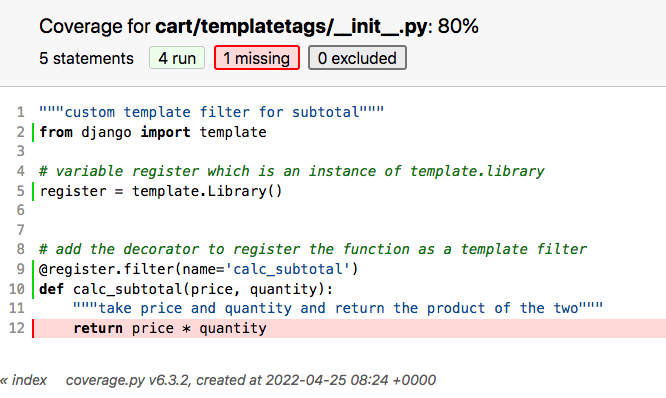 Coverage for cart/templatetags/__init__.py: 80%
5 statements 4 run 1 missing 0 excluded
1 """custom template filter for subtotal"""
2 from django import template
3
4 # variable register which is an instance of template.library
5 register = template.Library()
6
7
8 # add the decorator to register the function as a template filter
9 @register.filter(name='calc_subtotal')
10 def calc_subtotal(price, quantity):
11     """take price and quantity and return the product of the two"""
12     return price * quantity
« index coverage.py v6.3.2, created at 2022-04-25 08:24 +0000